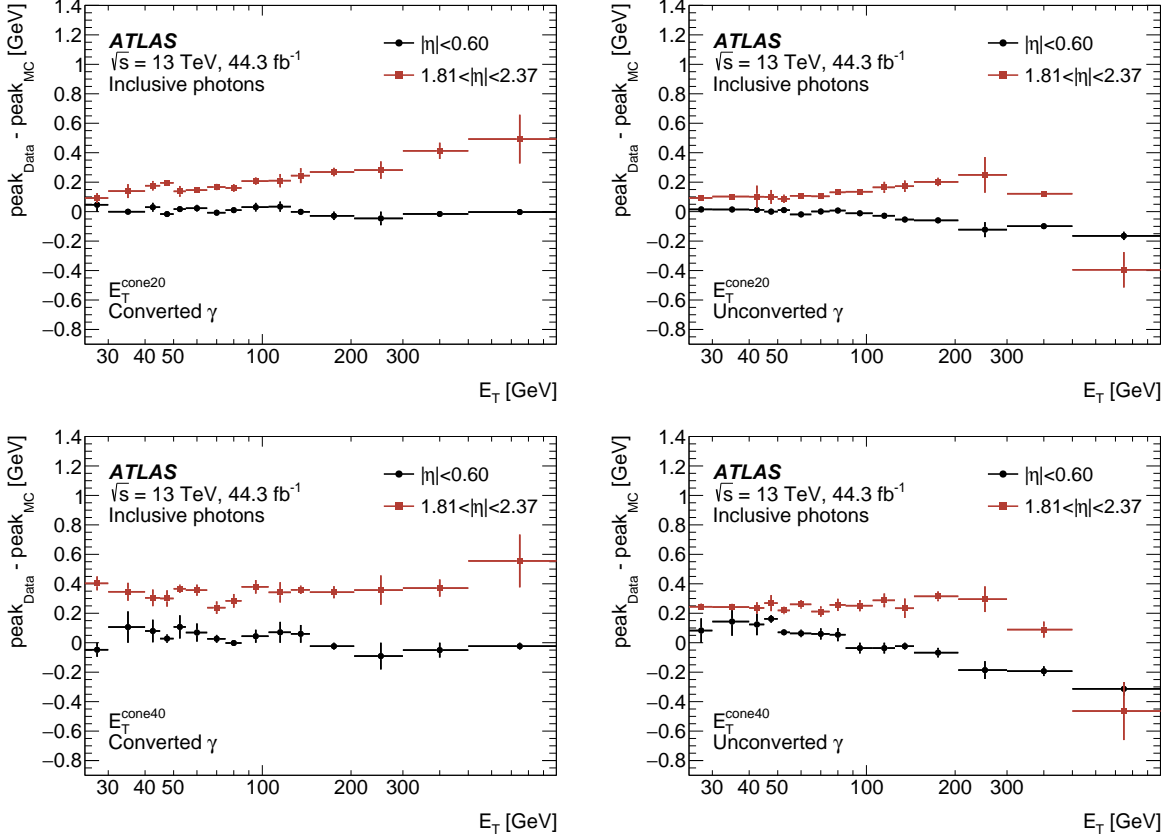 peak_Data - peak_MC [GeV]
1.4
1.2
1
0.8
0.6
0.4
0.2
0
−0.2
−0.4
−0.6
−0.8
ATLAS
√s = 13 TeV, 44.3 fb⁻¹
Inclusive photons
|η|<0.60
1.81<|η|<2.37
E_T^cone20
Converted γ
30 40 50 100 200 300
E_T [GeV]
peak_Data - peak_MC [GeV]
1.4
1.2
1
0.8
0.6
0.4
0.2
0
−0.2
−0.4
−0.6
−0.8
ATLAS
√s = 13 TeV, 44.3 fb⁻¹
Inclusive photons
|η|<0.60
1.81<|η|<2.37
E_T^cone20
Unconverted γ
30 40 50 100 200 300
E_T [GeV]
peak_Data - peak_MC [GeV]
1.4
1.2
1
0.8
0.6
0.4
0.2
0
−0.2
−0.4
−0.6
−0.8
ATLAS
√s = 13 TeV, 44.3 fb⁻¹
Inclusive photons
|η|<0.60
1.81<|η|<2.37
E_T^cone40
Converted γ
30 40 50 100 200 300
E_T [GeV]
peak_Data - peak_MC [GeV]
1.4
1.2
1
0.8
0.6
0.4
0.2
0
−0.2
−0.4
−0.6
−0.8
ATLAS
√s = 13 TeV, 44.3 fb⁻¹
Inclusive photons
|η|<0.60
1.81<|η|<2.37
E_T^cone40
Unconverted γ
30 40 50 100 200 300
E_T [GeV]